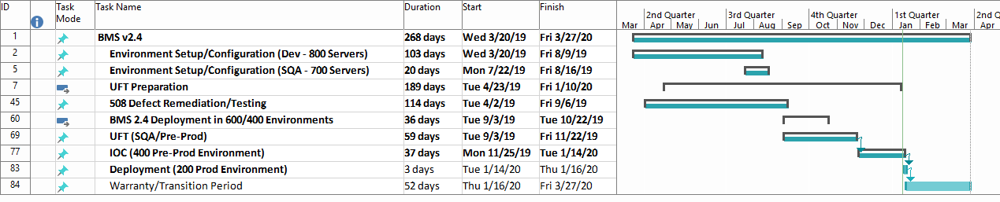 ID Task Mode Task Name Duration Start Finish
2nd Quarter 3rd Quarter 4th Quarter 1st Quarter 2nd Q
Mar Apr May Jun Jul Aug Sep Oct Nov Dec Jan Feb Mar Apr
1 BMS v2.4 268 days Wed 3/20/19 Fri 3/27/20
2 Environment Setup/Configuration (Dev - 800 Servers) 103 days Wed 3/20/19 Fri 8/9/19
5 Environment Setup/Configuration (SQA - 700 Servers) 20 days Mon 7/22/19 Fri 8/16/19
7 UFT Preparation 189 days Tue 4/23/19 Fri 1/10/20
45 508 Defect Remediation/Testing 114 days Tue 4/2/19 Fri 9/6/19
60 BMS 2.4 Deployment in 600/400 Environments 36 days Tue 9/3/19 Tue 10/22/19
69 UFT (SQA/Pre-Prod) 59 days Tue 9/3/19 Fri 11/22/19
77 IOC (400 Pre-Prod Environment) 37 days Mon 11/25/19 Tue 1/14/20
83 Deployment (200 Prod Environment) 3 days Tue 1/14/20 Thu 1/16/20
84 Warranty/Transition Period 52 days Thu 1/16/20 Fri 3/27/20